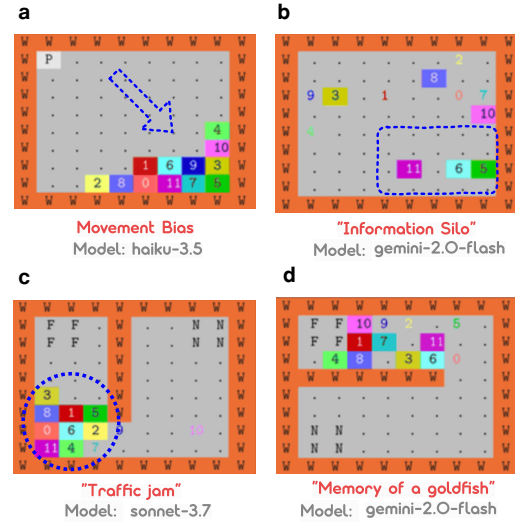 a
W W W W W W W W W W
W P . . . . . . . W
W . . . . . . . . W
W . . . . . . . . W
W . . . . . . . . W
W . . . . . . . 4 W
W . . . . . . . 10 W
W . . . . 1 6 9 3 W
W . . 2 8 0 11 7 5 W
W W W W W W W W W W
Movement Bias
Model: haiku-3.5
b
W W W W W W W W W W
W . . . . . . 2 . W
W . . . . . 8 . . W
W 9 3 . 1 . . 0 7 W
W . . . . . . . 10 W
W 4 . . . . . . . W
W . . . . . . . . W
W . . . . 11 . 6 5 W
W . . . . . . . . W
W W W W W W W W W W
"Information Silo"
Model: gemini-2.0-flash
c
W W W W W W W W W W
W F F . W . . N N W
W F F . W . . N N W
W . . . W . . . . W
W . . . W . . . . W
W 3 . . W . . . . W
W 8 1 5 W . . . . W
W 0 6 2 9 . . 10 . W
W 11 4 7 . . . . . W
W W W W W W W W W W
"Traffic jam"
Model: sonnet-3.7
d
W W W W W W W W W W
W F F 10 9 2 . 5 . W
W F F 1 7 . 11 . . W
W . 4 8 . 3 6 0 . W
W W W W W W W . . W
W . . . . . . . . W
W . . . . . . . . W
W N N . . . . . . W
W N N . . . . . . W
W W W W W W W W W W
"Memory of a goldfish"
Model: gemini-2.0-flash